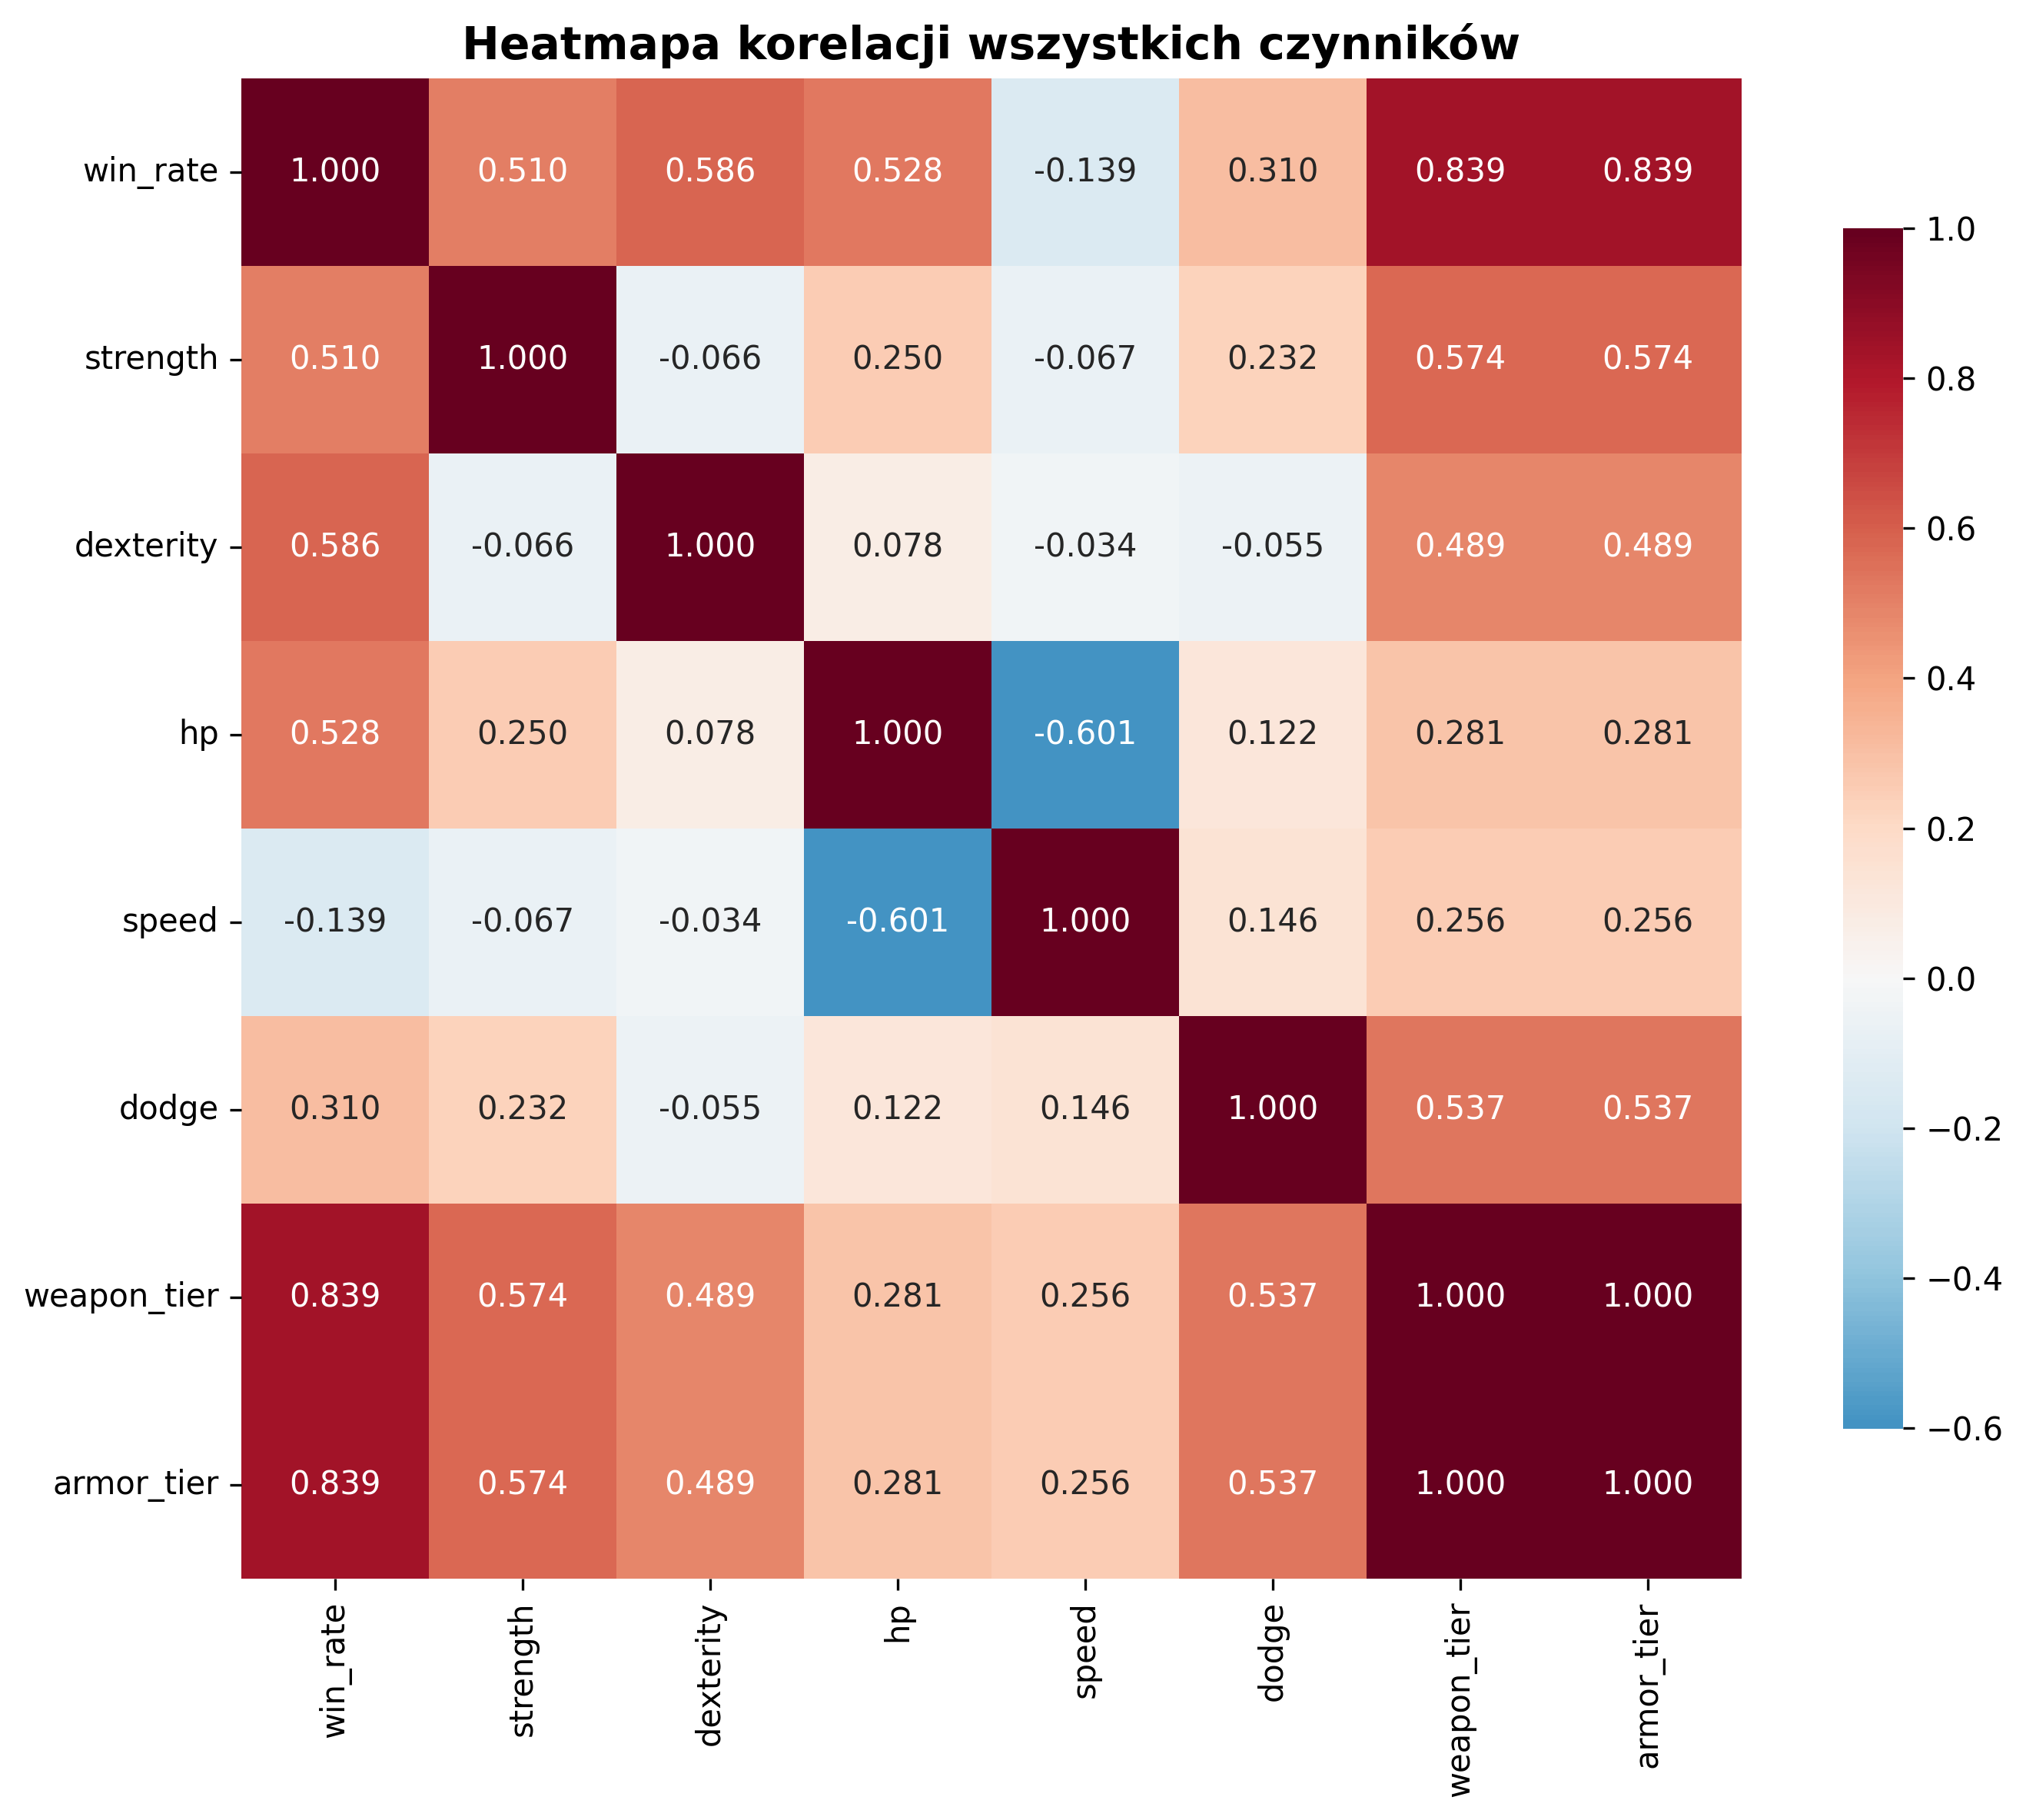 Heatmapa korelacji wszystkich czynników
win_rate 1.000 0.510 0.586 0.528 -0.139 0.310 0.839 0.839
strength 0.510 1.000 -0.066 0.250 -0.067 0.232 0.574 0.574
dexterity 0.586 -0.066 1.000 0.078 -0.034 -0.055 0.489 0.489
hp 0.528 0.250 0.078 1.000 -0.601 0.122 0.281 0.281
speed -0.139 -0.067 -0.034 -0.601 1.000 0.146 0.256 0.256
dodge 0.310 0.232 -0.055 0.122 0.146 1.000 0.537 0.537
weapon_tier 0.839 0.574 0.489 0.281 0.256 0.537 1.000 1.000
armor_tier 0.839 0.574 0.489 0.281 0.256 0.537 1.000 1.000
win_rate strength dexterity hp speed dodge weapon_tier armor_tier
1.0
0.8
0.6
0.4
0.2
0.0
−0.2
−0.4
−0.6